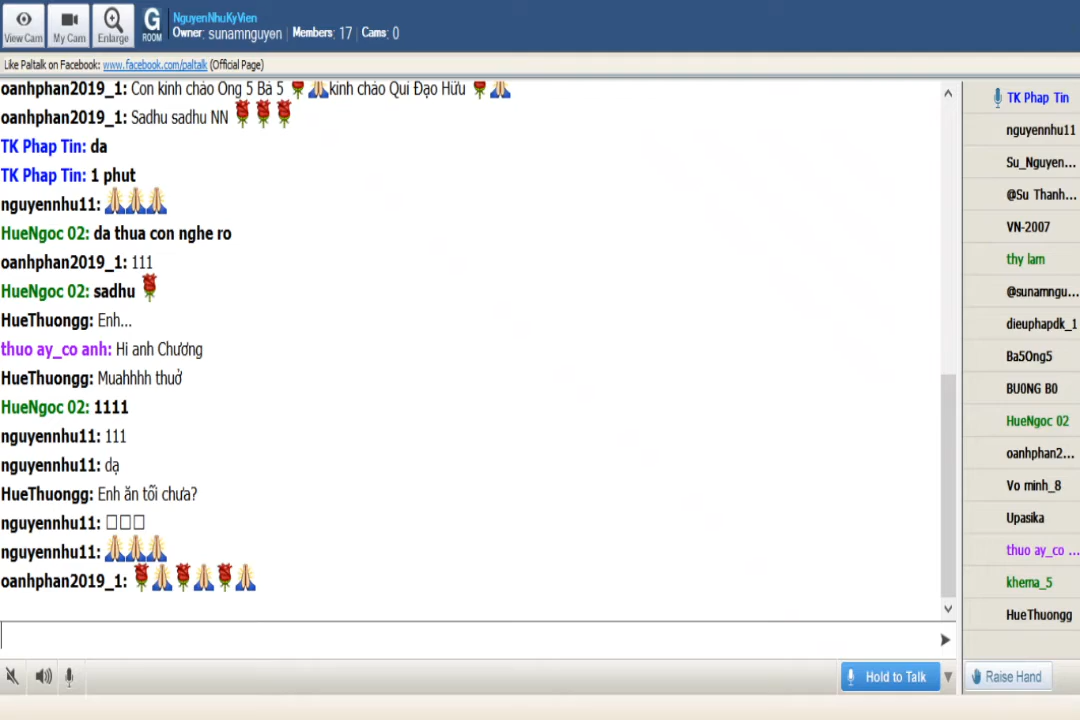 View Cam
My Cam
Enlarge
G ROOM
NguyenNhuKyVien
Owner: sunamnguyen | Members: 17 | Cams: 0
Like Paltalk on Facebook: www.facebook.com/paltalk (Official Page)
oanhphan2019_1: Con kinh chào Ông 5 Bà 5 🌹🙏kinh chào Quí Đạo Hữu 🌹🙏
oanhphan2019_1: Sadhu sadhu NN 🌹🌹🌹
TK Phap Tin: da
TK Phap Tin: 1 phut
nguyennhu11: 🙏🙏🙏
HueNgoc 02: da thua con nghe ro
oanhphan2019_1: 111
HueNgoc 02: sadhu 🌹
HueThuongg: Enh...
thuo ay_co anh: Hi anh Chương
HueThuongg: Muahhhh thuở
HueNgoc 02: 1111
nguyennhu11: 111
nguyennhu11: dạ
HueThuongg: Enh ăn tối chưa?
nguyennhu11: □□□
nguyennhu11: 🙏🙏🙏
oanhphan2019_1: 🌹🙏🌹🙏🌹🙏
TK Phap Tin
nguyennhu11
Su_Nguyen...
@Su Thanh...
VN-2007
thy lam
@sunamngu...
dieuphapdk_1
Ba5Ong5
BU0NG B0
HueNgoc 02
oanhphan2...
Vo minh_8
Upasika
thuo ay_co ...
khema_5
HueThuongg
Hold to Talk
Raise Hand